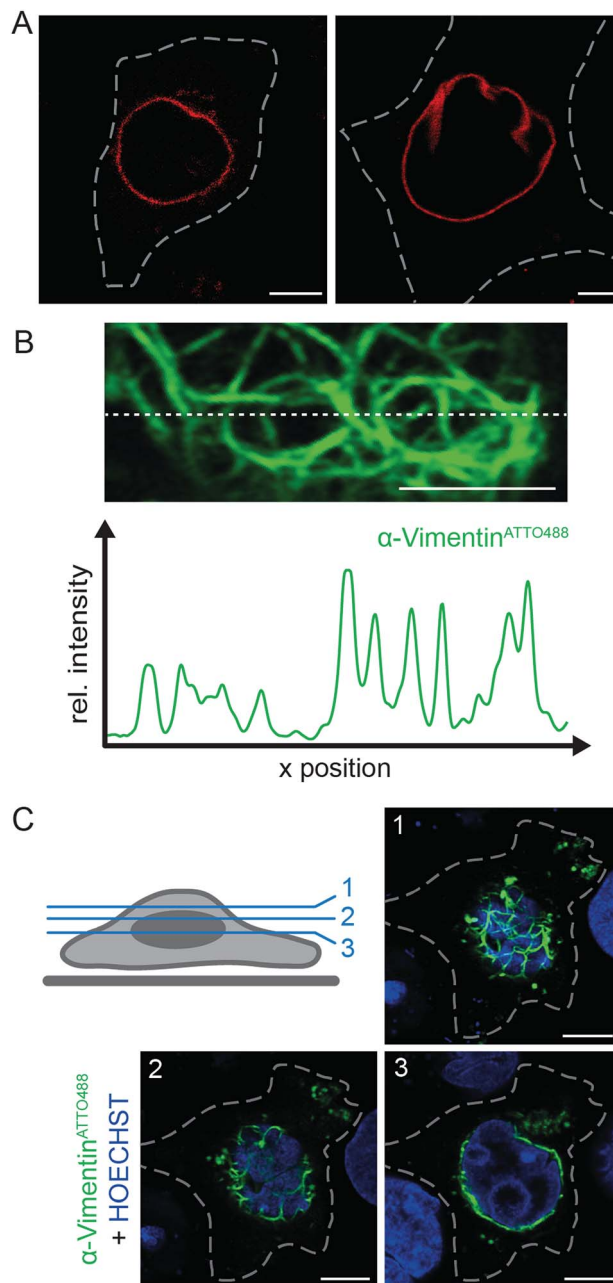 A
B
α-Vimentin^ATTO488
rel. intensity
x position
C
1
2
3
1
α-Vimentin^ATTO488
+ HOECHST
2
3